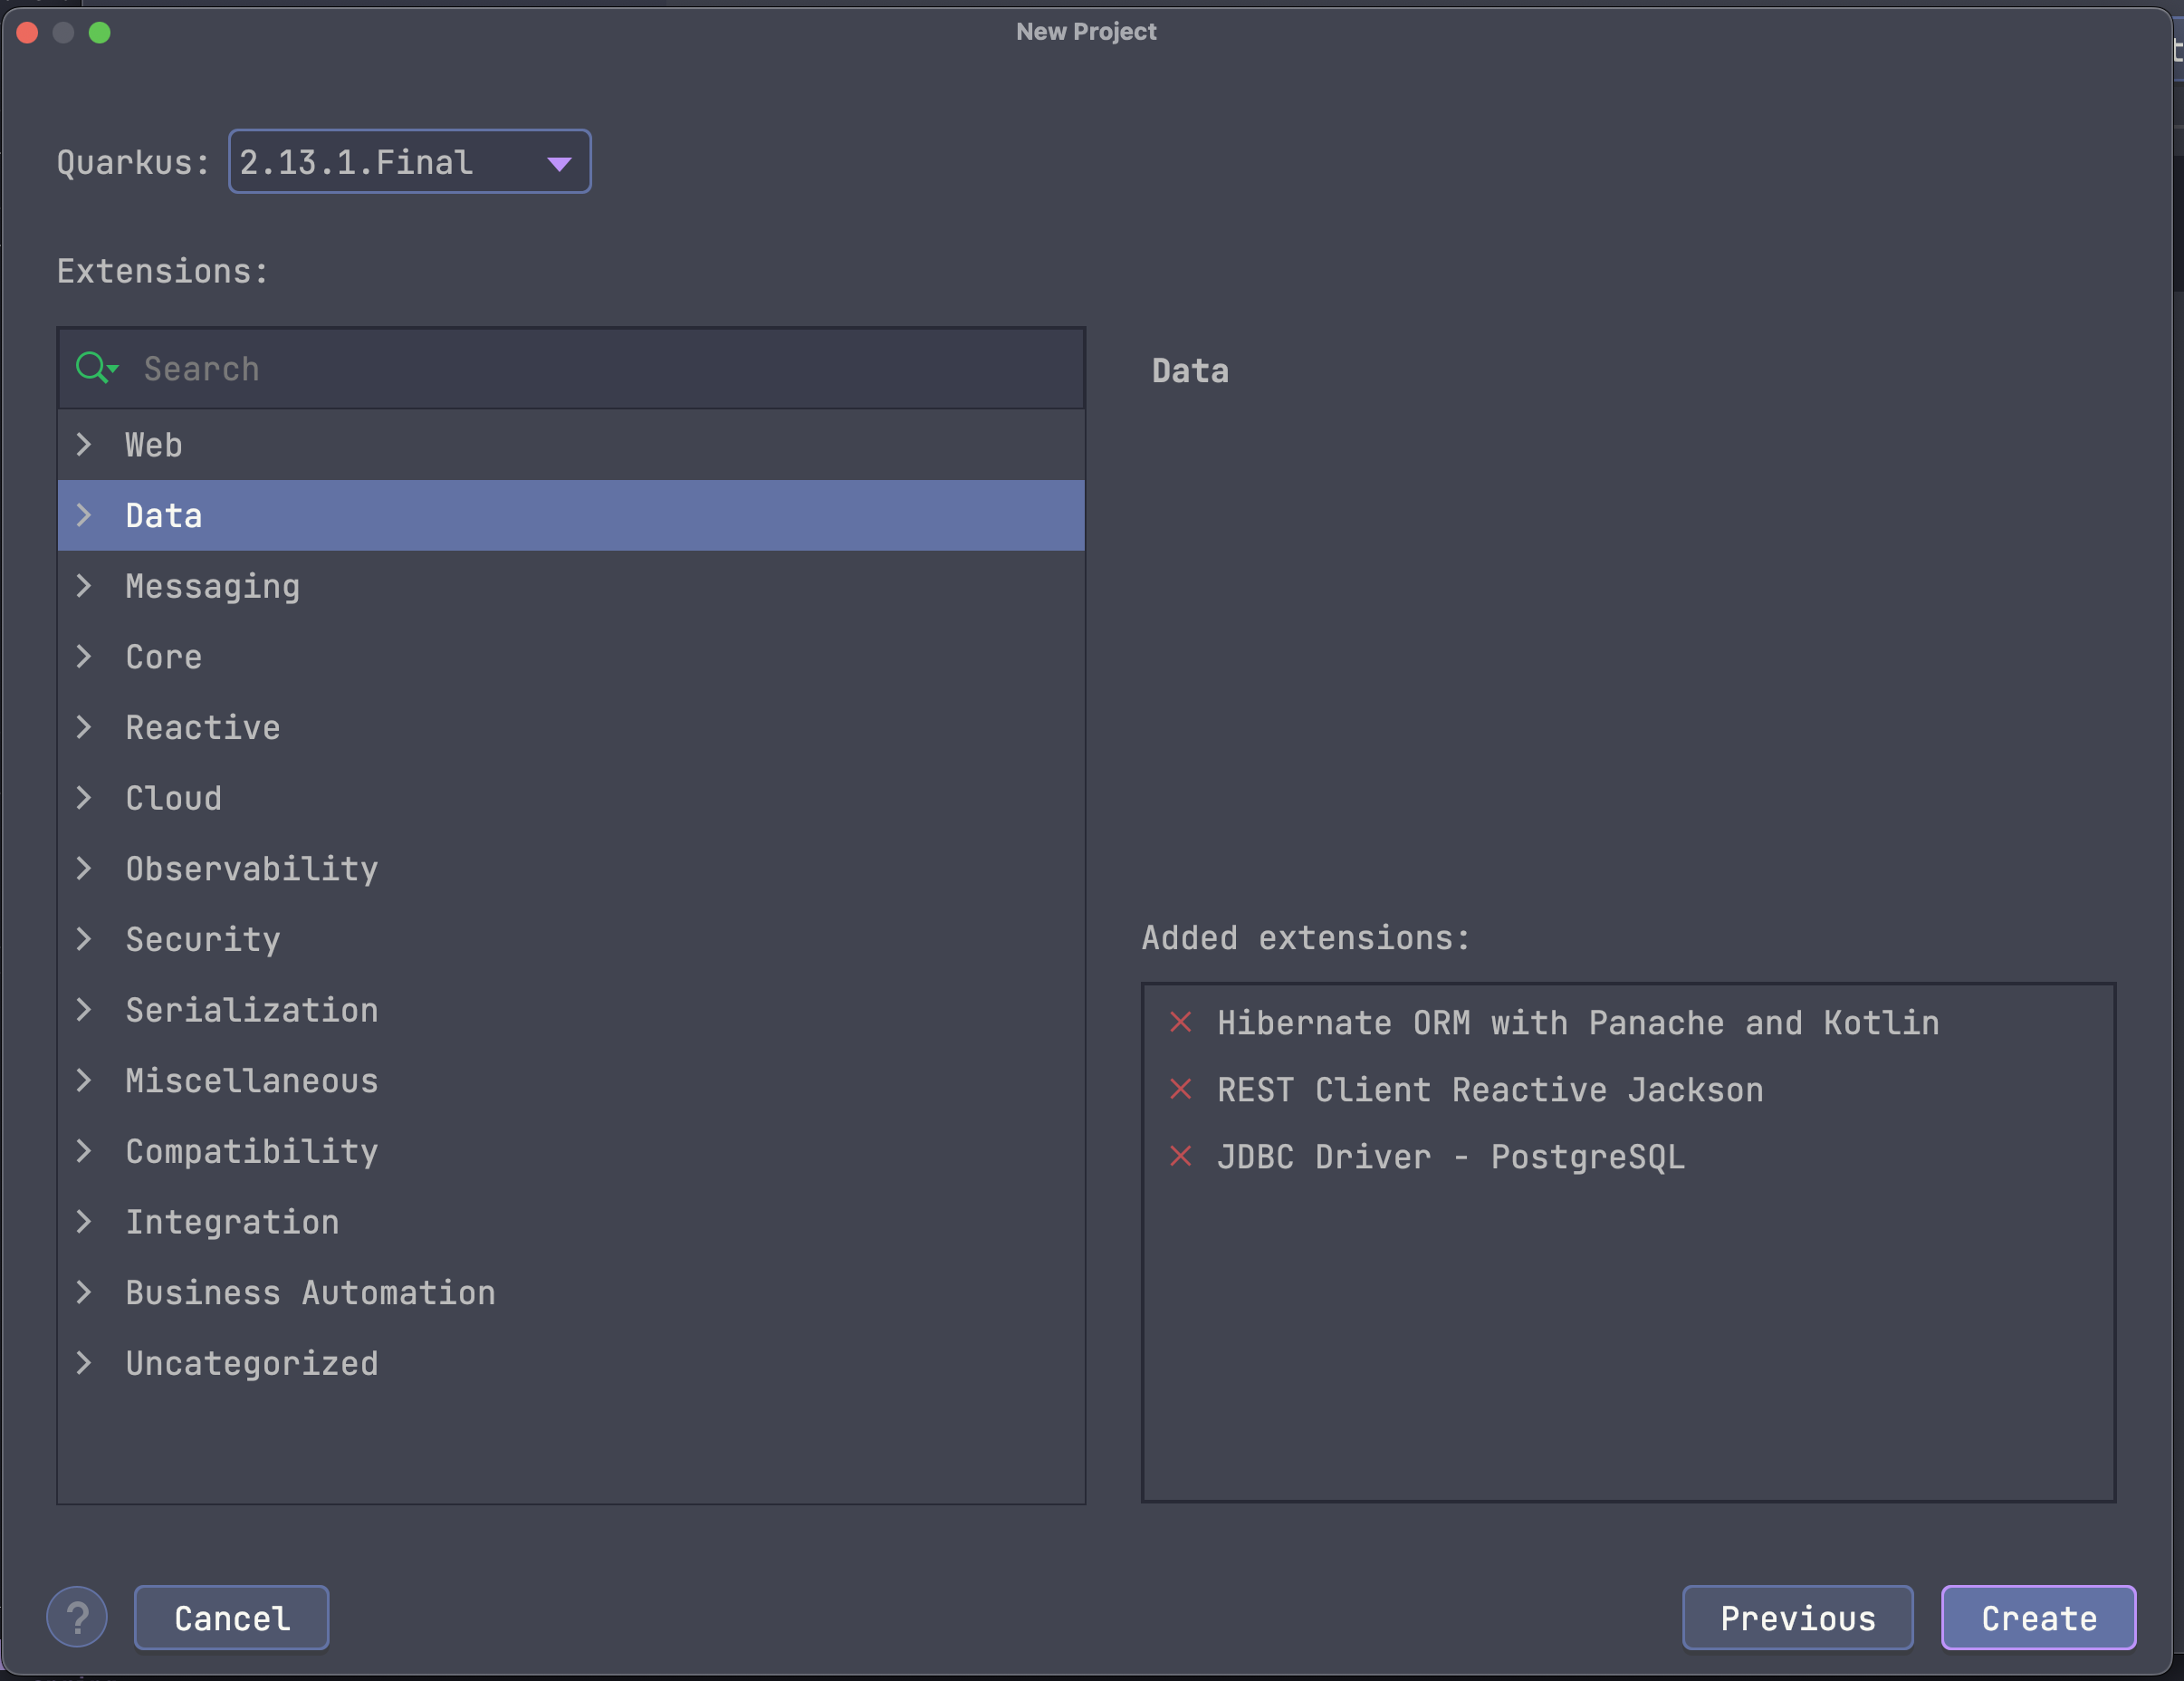 New Project
Quarkus: 2.13.1.Final
Extensions:
Search
Web
Data
Messaging
Core
Reactive
Cloud
Observability
Security
Serialization
Miscellaneous
Compatibility
Integration
Business Automation
Uncategorized
Data
Added extensions:
Hibernate ORM with Panache and Kotlin
REST Client Reactive Jackson
JDBC Driver - PostgreSQL
?
Cancel
Previous
Create